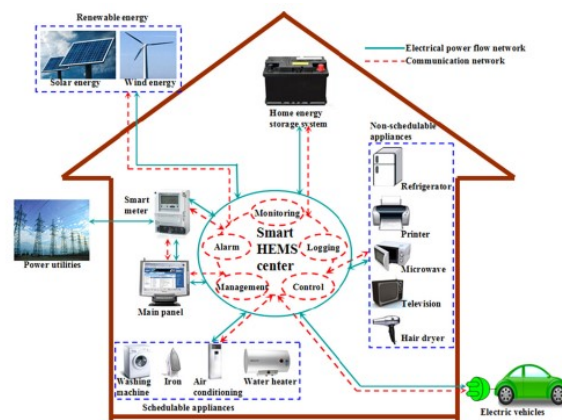 Renewable energy
Solar energy
Wind energy
Electrical power flow network
Communication network
Home energy
storage system
Non-schedulable
appliances
Refrigerator
Printer
Microwave
Television
Hair dryer
Smart
meter
Power utilities
Main panel
Monitoring
Alarm
Smart
HEMS
center
Logging
Management
Control
Washing
machine
Iron
Air
conditioning
Water heater
Schedulable appliances
Electric vehicles